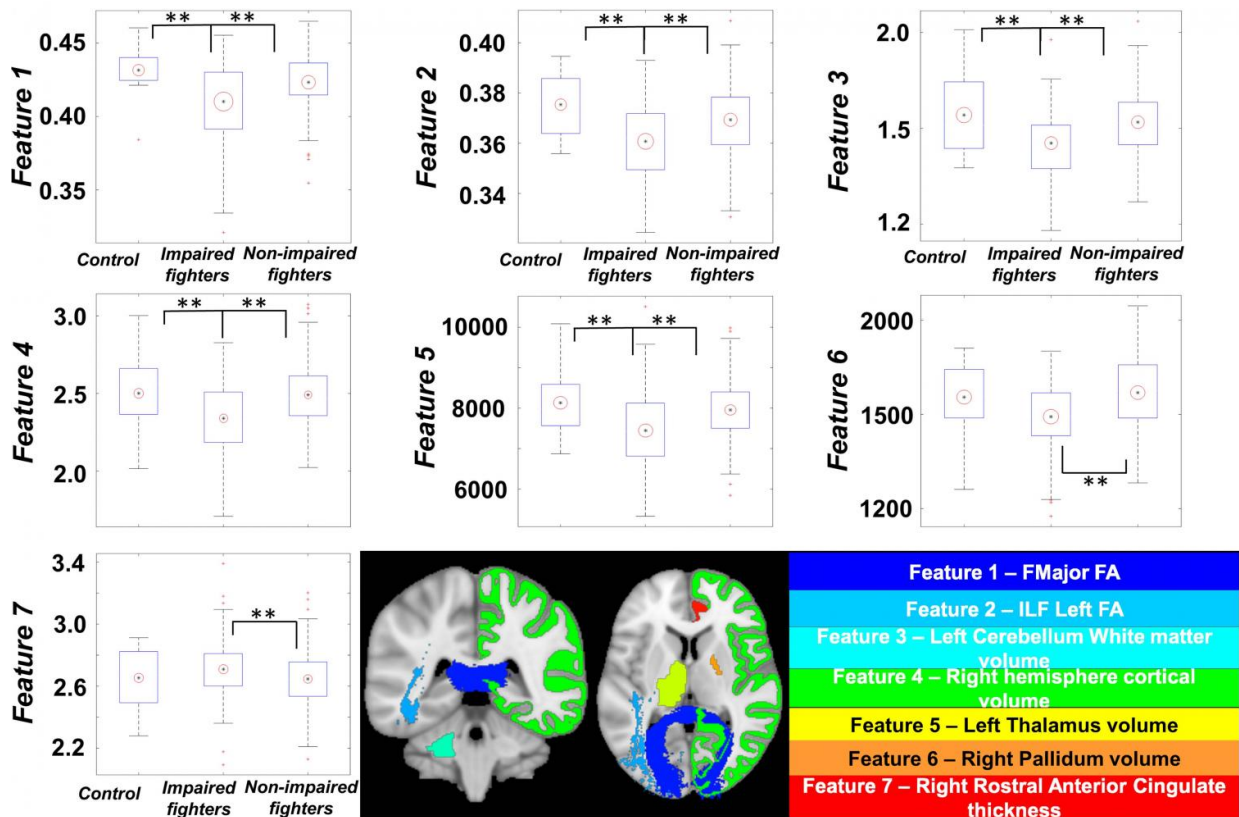 ** **
0.45
0.40
0.35
Feature 1
Control
Impaired
fighters
Non-impaired
fighters
** **
0.40
0.38
0.36
0.34
Feature 2
Control
Impaired
fighters
Non-impaired
fighters
** **
2.0
1.5
1.2
Feature 3
Control
Impaired
fighters
Non-impaired
fighters
** **
3.0
2.5
2.0
Feature 4
** **
10000
8000
6000
Feature 5
2000
1500
1200
Feature 6
**
3.4
3.0
2.6
2.2
Feature 7
**
Control
Impaired
fighters
Non-impaired
fighters
Feature 1 – FMajor FA
Feature 2 – ILF Left FA
Feature 3 – Left Cerebellum White matter
volume
Feature 4 – Right hemisphere cortical
volume
Feature 5 – Left Thalamus volume
Feature 6 – Right Pallidum volume
Feature 7 – Right Rostral Anterior Cingulate
thickness